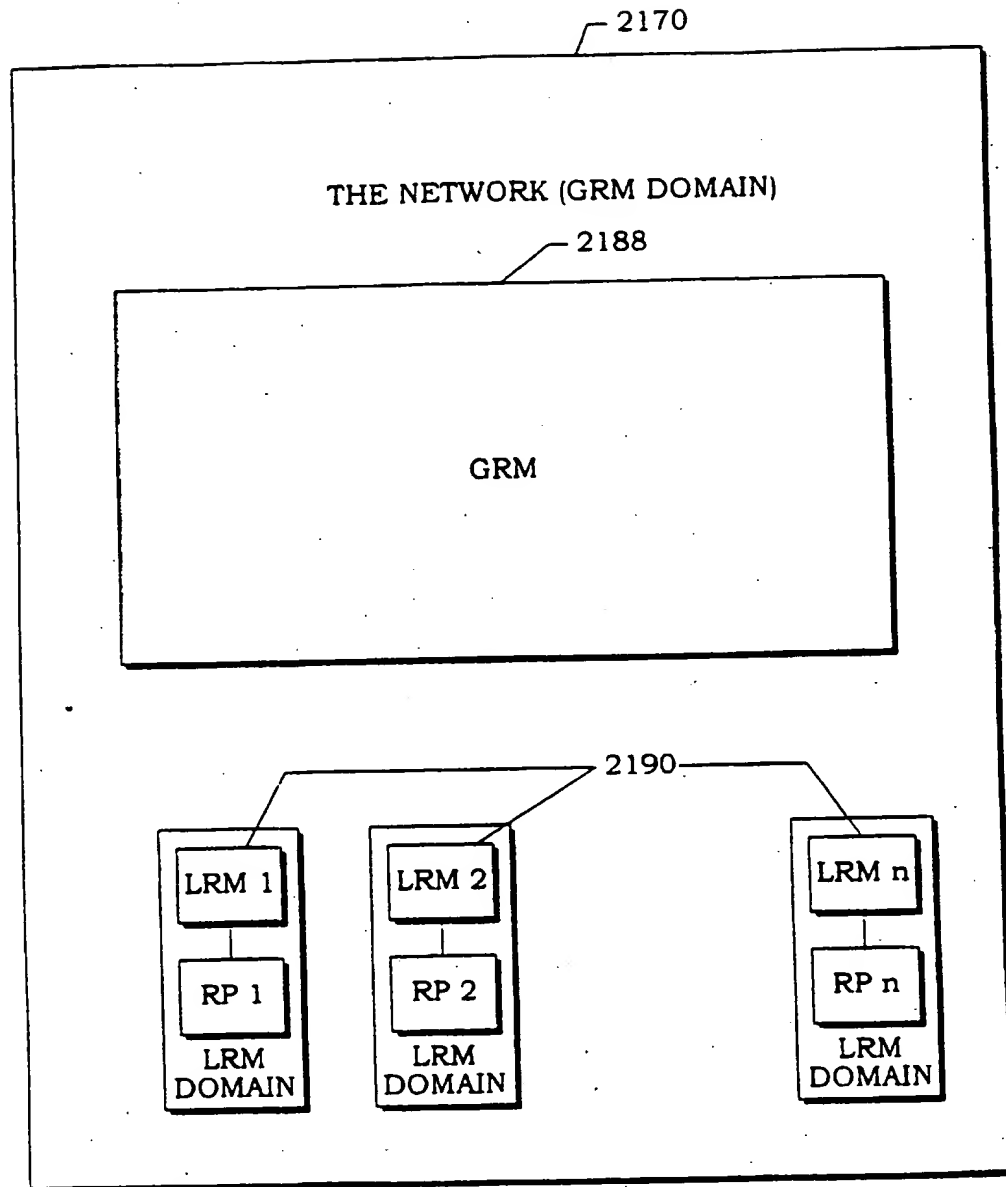 2170
THE NETWORK (GRM DOMAIN)
2188
GRM
2190
LRM 1
RP 1
LRM
DOMAIN
LRM 2
RP 2
LRM
DOMAIN
LRM n
RP n
LRM
DOMAIN